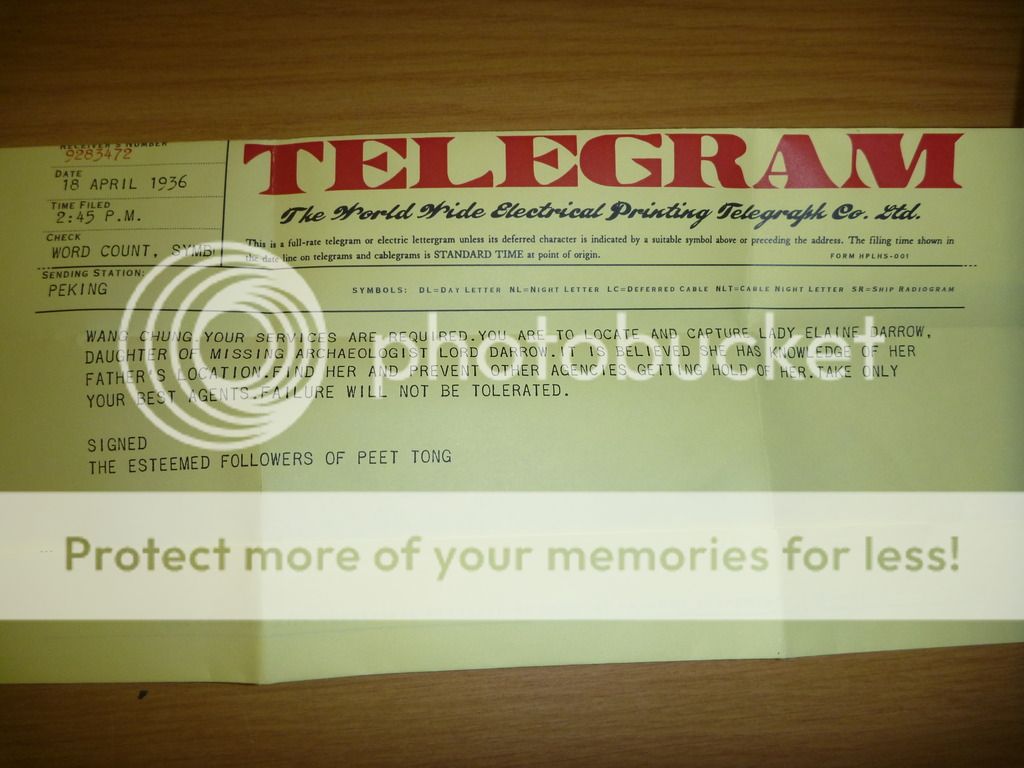 RECEIVER'S NUMBER
9283472
DATE
18 APRIL 1936
TIME FILED
2:45 P.M.
CHECK
WORD COUNT, SYMB
SENDING STATION:
PEKING
TELEGRAM
The World Wide Electrical Printing Telegraph Co. Ltd.
This is a full-rate telegram or electric lettergram unless its deferred character is indicated by a suitable symbol above or preceding the address. The filing time shown in
the date line on telegrams and cablegrams is STANDARD TIME at point of origin.
FORM HPLHS-001
SYMBOLS: DL=DAY LETTER NL=NIGHT LETTER LC=DEFERRED CABLE NLT=CABLE NIGHT LETTER SR=SHIP RADIOGRAM
WANG CHUNG.YOUR SERVICES ARE REQUIRED.YOU ARE TO LOCATE AND CAPTURE LADY ELAINE DARROW,
DAUGHTER OF MISSING ARCHAEOLOGIST LORD DARROW.IT IS BELIEVED SHE HAS KNOWLEDGE OF HER
FATHER'S LOCATION.FIND HER AND PREVENT OTHER AGENCIES GETTING HOLD OF HER.TAKE ONLY
YOUR BEST AGENTS.FAILURE WILL NOT BE TOLERATED.
SIGNED
THE ESTEEMED FOLLOWERS OF PEET TONG
photobucket
Protect more of your memories for less!